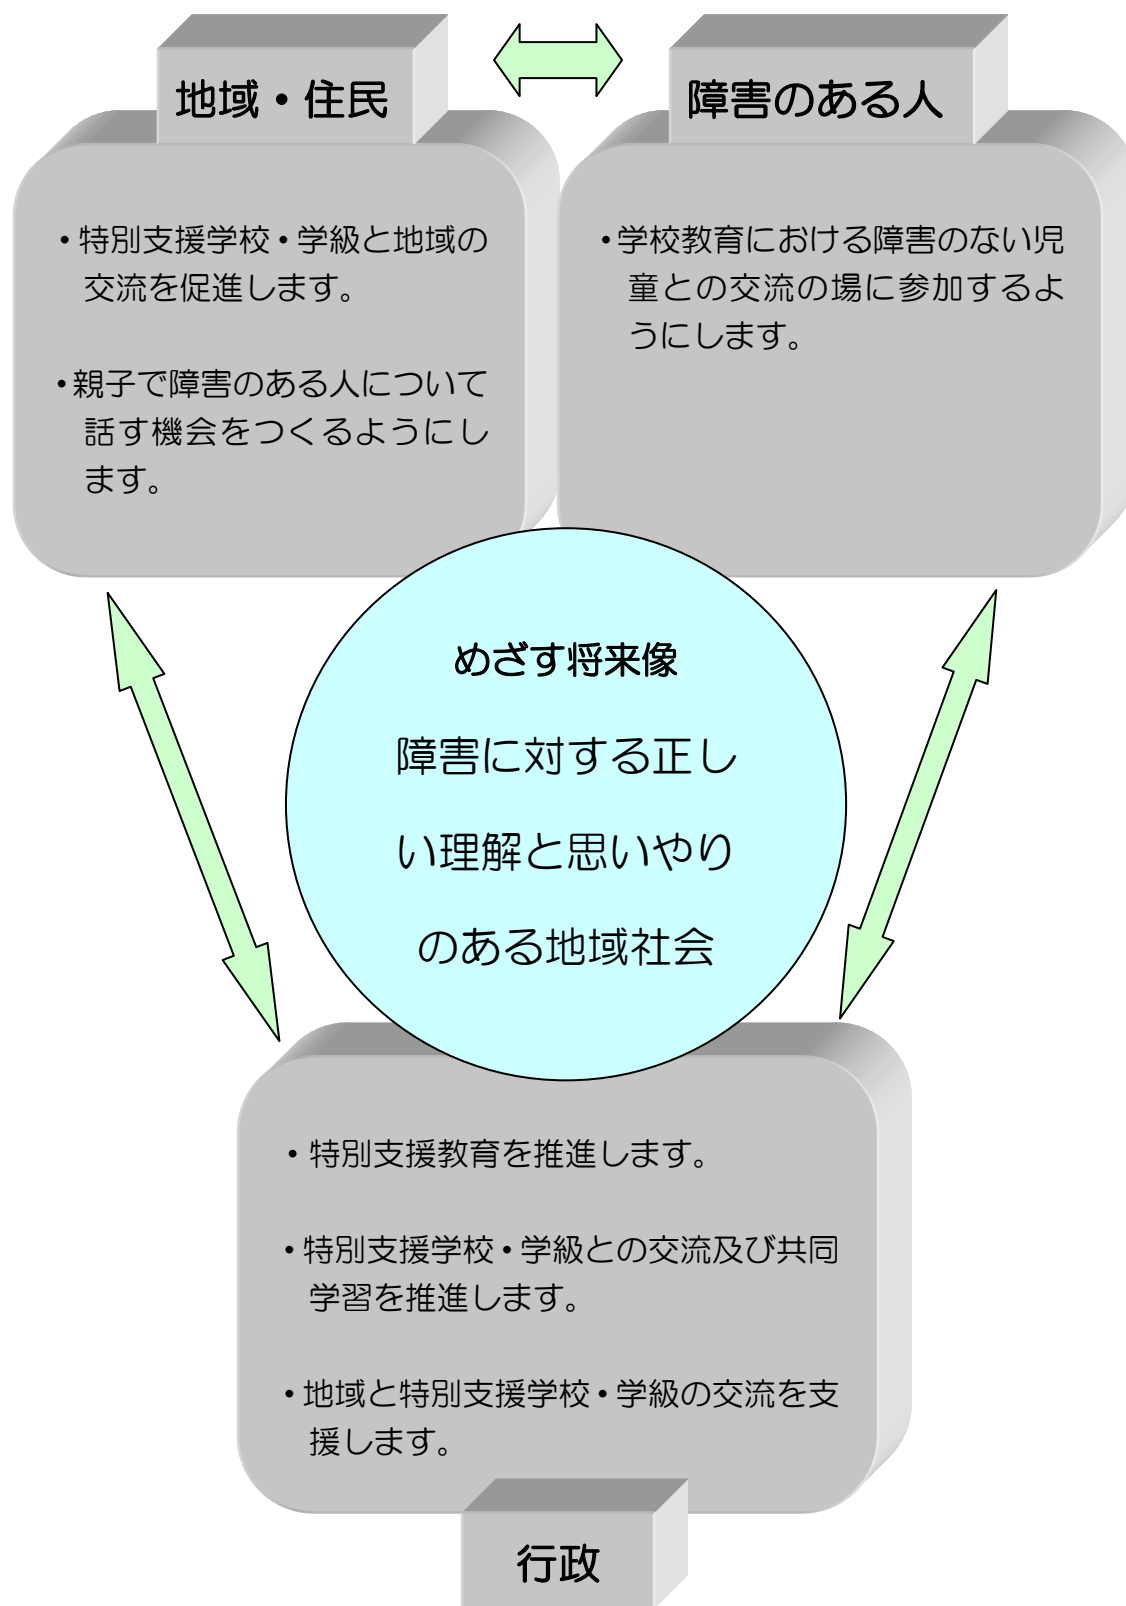 地域・住民
・特別支援学校・学級と地域の
交流を促進します。
・親子で障害のある人について
話す機会をつくるようにし
ます。
障害のある人
・学校教育における障害のない児
童との交流の場に参加するよ
うにします。
めざす将来像
障害に対する正し
い理解と思いやり
のある地域社会
・特別支援教育を推進します。
・特別支援学校・学級との交流及び共同
学習を推進します。
・地域と特別支援学校・学級の交流を支
援します。
行政